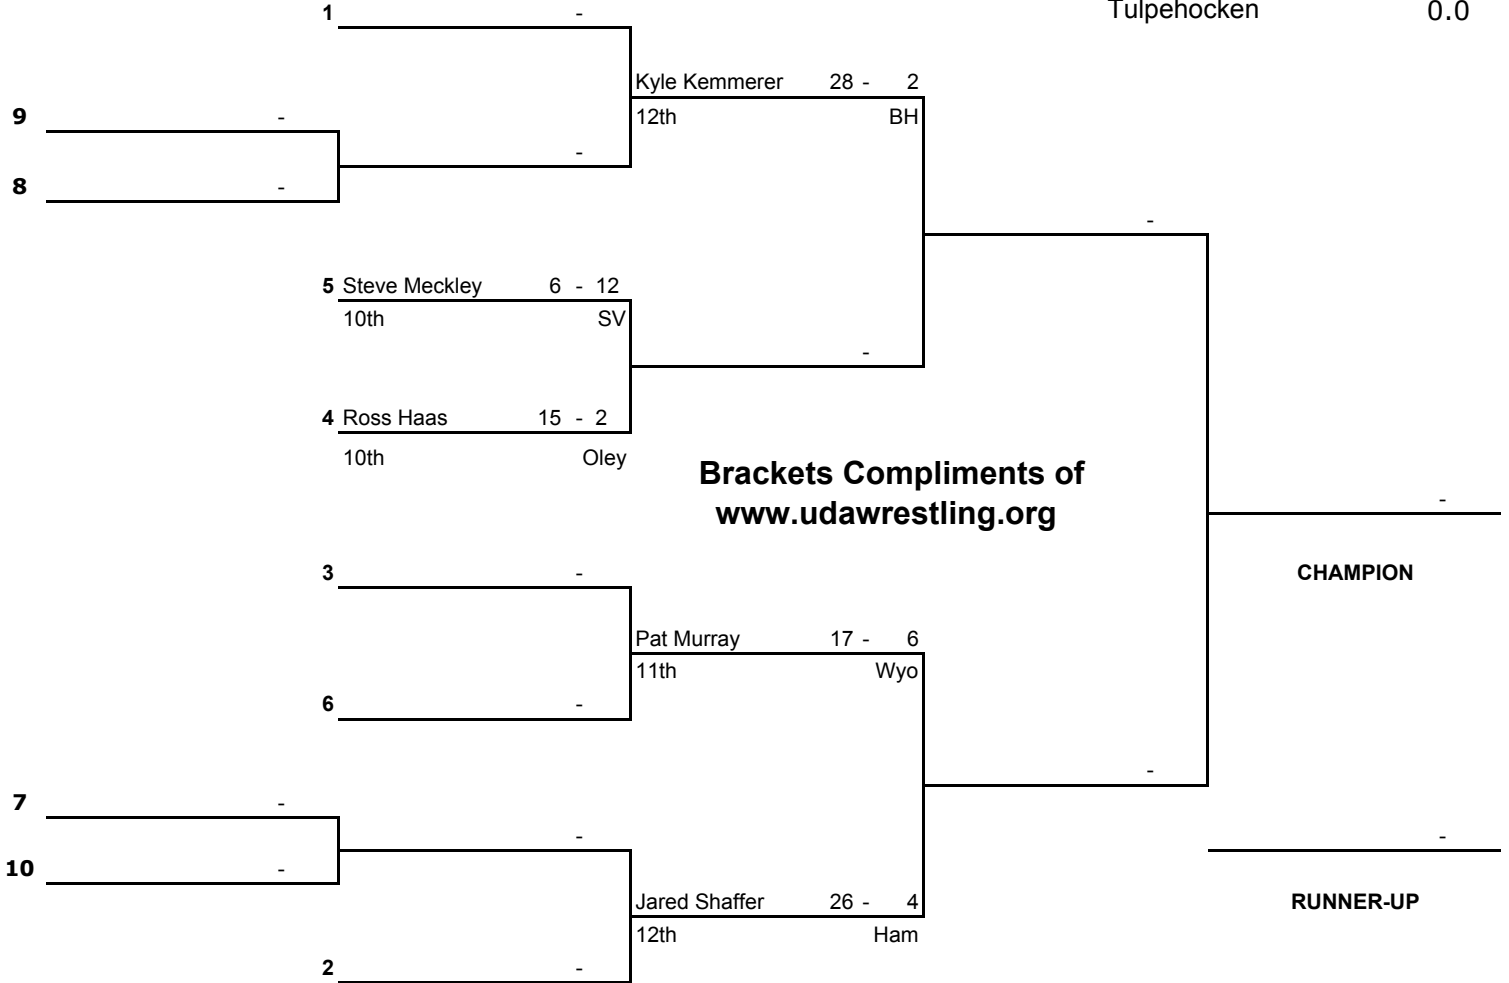 Tulpehocken 0.0
1 -
Kyle Kemmerer 28 - 2
12th BH
9 -
-
8 -
-
5 Steve Meckley 6 - 12
10th SV
-
4 Ross Haas 15 - 2
10th Oley
Brackets Compliments of
www.udawrestling.org
-
CHAMPION
3 -
Pat Murray 17 - 6
11th Wyo
6 -
-
7 -
-
-
10 -
Jared Shaffer 26 - 4
RUNNER-UP
12th Ham
2 -